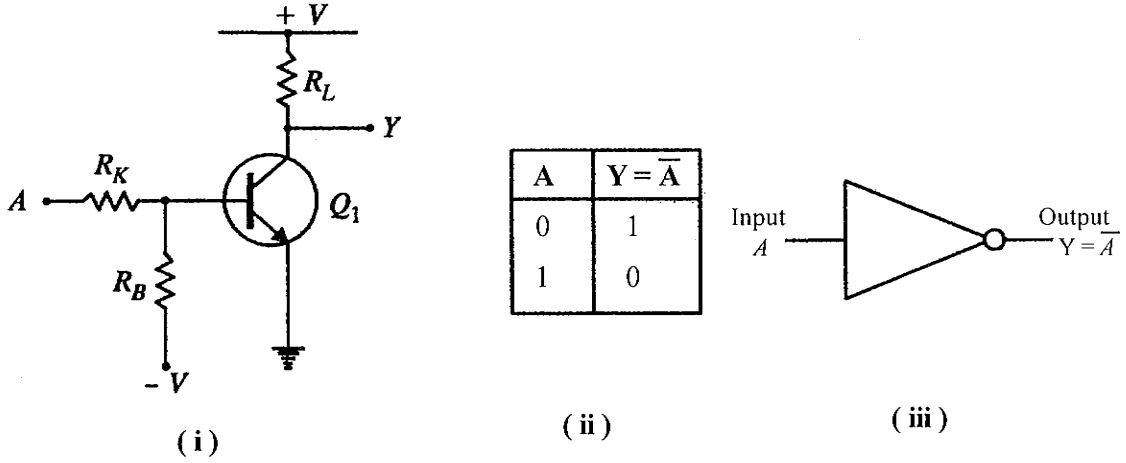 + V
R_L
Y
R_K
A
Q_1
R_B
– V
( i )
A Y = A̅
0 1
1 0
( ii )
Input Output
A Y = A̅
( iii )